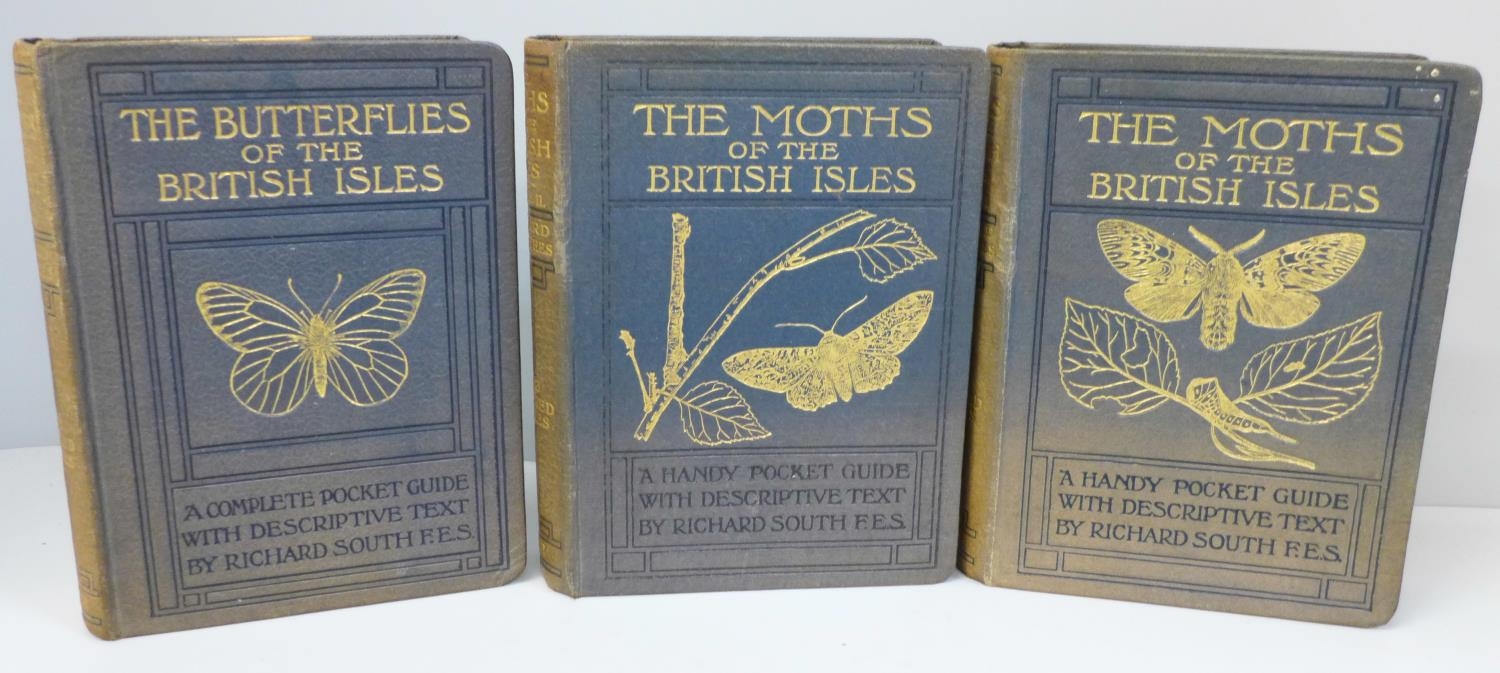 THE BUTTERFLIES
OF THE
BRITISH ISLES
A COMPLETE POCKET GUIDE
WITH DESCRIPTIVE TEXT
BY RICHARD SOUTH F.E.S.
THE MOTHS
OF THE
BRITISH ISLES
A HANDY POCKET GUIDE
WITH DESCRIPTIVE TEXT
BY RICHARD SOUTH F.E.S.
THE MOTHS
OF THE
BRITISH ISLES
A HANDY POCKET GUIDE
WITH DESCRIPTIVE TEXT
BY RICHARD SOUTH F.E.S.